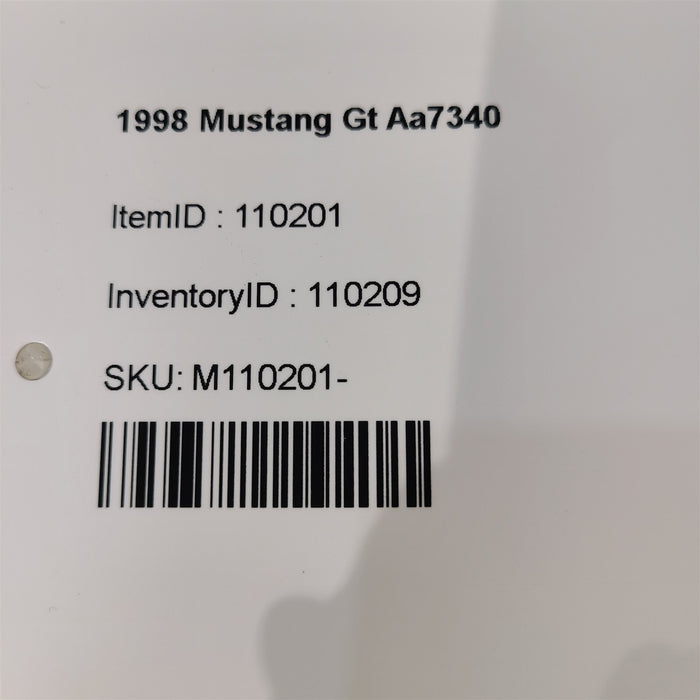 1998 Mustang Gt Aa7340
ItemID : 110201
InventoryID : 110209
SKU: M110201-